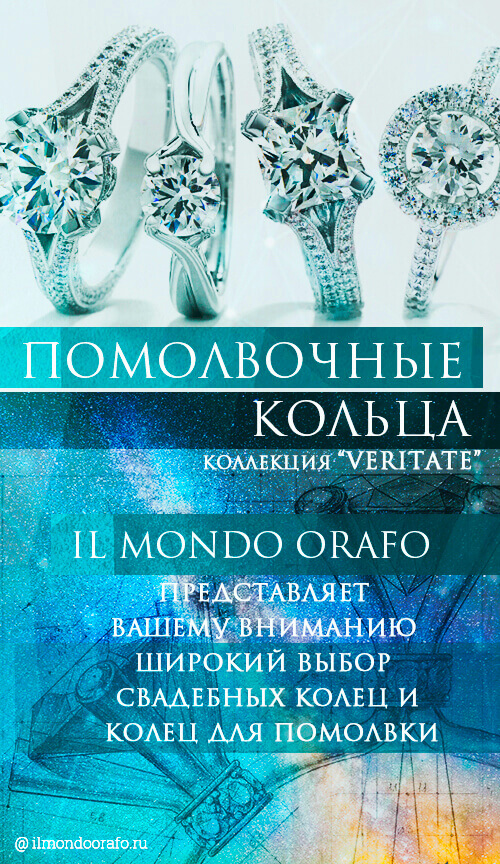 ПОМОЛВОЧНЫЕ
КОЛЬЦА
КОЛЛЕКЦИЯ “VERITATE”
IL MONDO ORAFO
ПРЕДСТАВЛЯЕТ
ВАШЕМУ ВНИМАНИЮ
ШИРОКИЙ ВЫБОР
СВАДЕБНЫХ КОЛЕЦ И
КОЛЕЦ ДЛЯ ПОМОЛВКИ
@ ilmondoorafo.ru